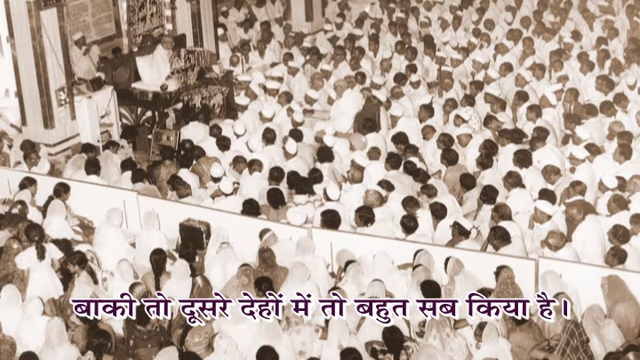 बाकी तो दूसरे देहों में तो बहुत सब किया है।